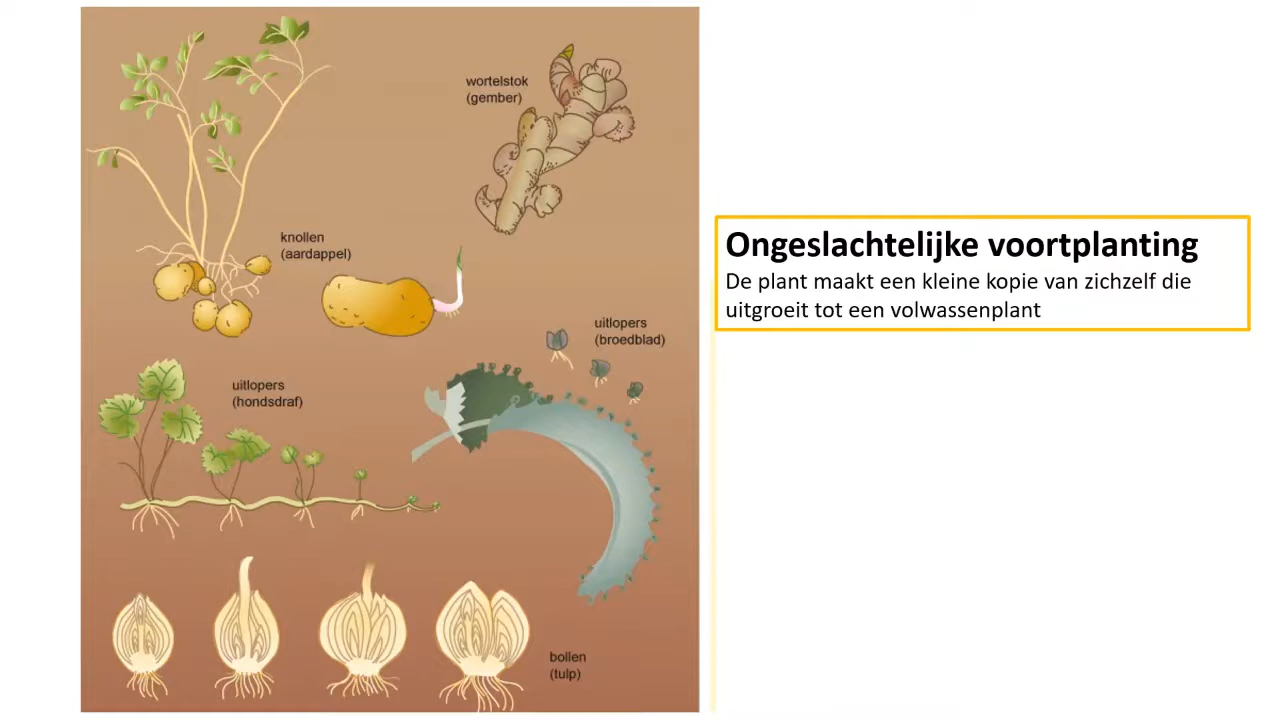 wortelstok
(gember)
knollen
(aardappel)
uitlopers
(broedblad)
uitlopers
(hondsdraf)
bollen
(tulp)
Ongeslachtelijke voortplanting
De plant maakt een kleine kopie van zichzelf die
uitgroeit tot een volwassenplant